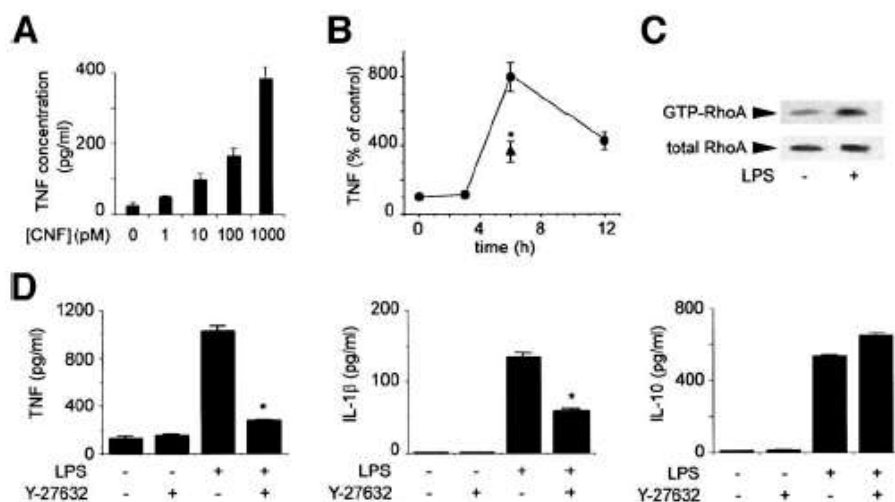 A
TNF concentration
(pg/ml)
400
200
0
[CNF](pM) 0 1 10 100 1000
B
TNF (% of control)
800
400
0
*
0 4 8 12
time (h)
C
GTP-RhoA
total RhoA
LPS - +
D
TNF (pg/ml)
1200
800
400
0
*
LPS - - + +
Y-27632 - + - +
IL-1β (pg/ml)
200
100
0
*
- - + +
Y-27632 - + - +
IL-10 (pg/ml)
800
400
0
LPS - - + +
Y-27632 - + - +